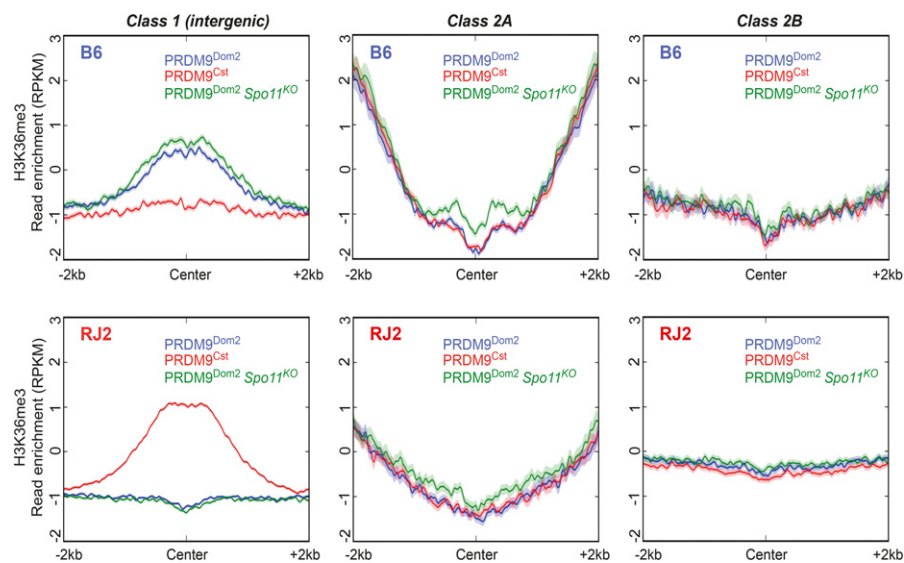 Class 1 (intergenic)
Class 2A
Class 2B
H3K36me3
Read enrichment (RPKM)
3
2
1
0
-1
-2
B6
PRDM9Dom2
PRDM9Cst
PRDM9Dom2 Spo11KO
-2kb
Center
+2kb
3
2
1
0
-1
-2
B6
PRDM9Dom2
PRDM9Cst
PRDM9Dom2 Spo11KO
-2kb
Center
+2kb
3
2
1
0
-1
-2
B6
PRDM9Dom2
PRDM9Cst
PRDM9Dom2 Spo11KO
-2kb
Center
+2kb
H3K36me3
Read enrichment (RPKM)
3
2
1
0
-1
-2
RJ2
PRDM9Dom2
PRDM9Cst
PRDM9Dom2 Spo11KO
-2kb
Center
+2kb
3
2
1
0
-1
-2
RJ2
PRDM9Dom2
PRDM9Cst
PRDM9Dom2 Spo11KO
-2kb
Center
+2kb
3
2
1
0
-1
-2
RJ2
PRDM9Dom2
PRDM9Cst
PRDM9Dom2 Spo11KO
-2kb
Center
+2kb